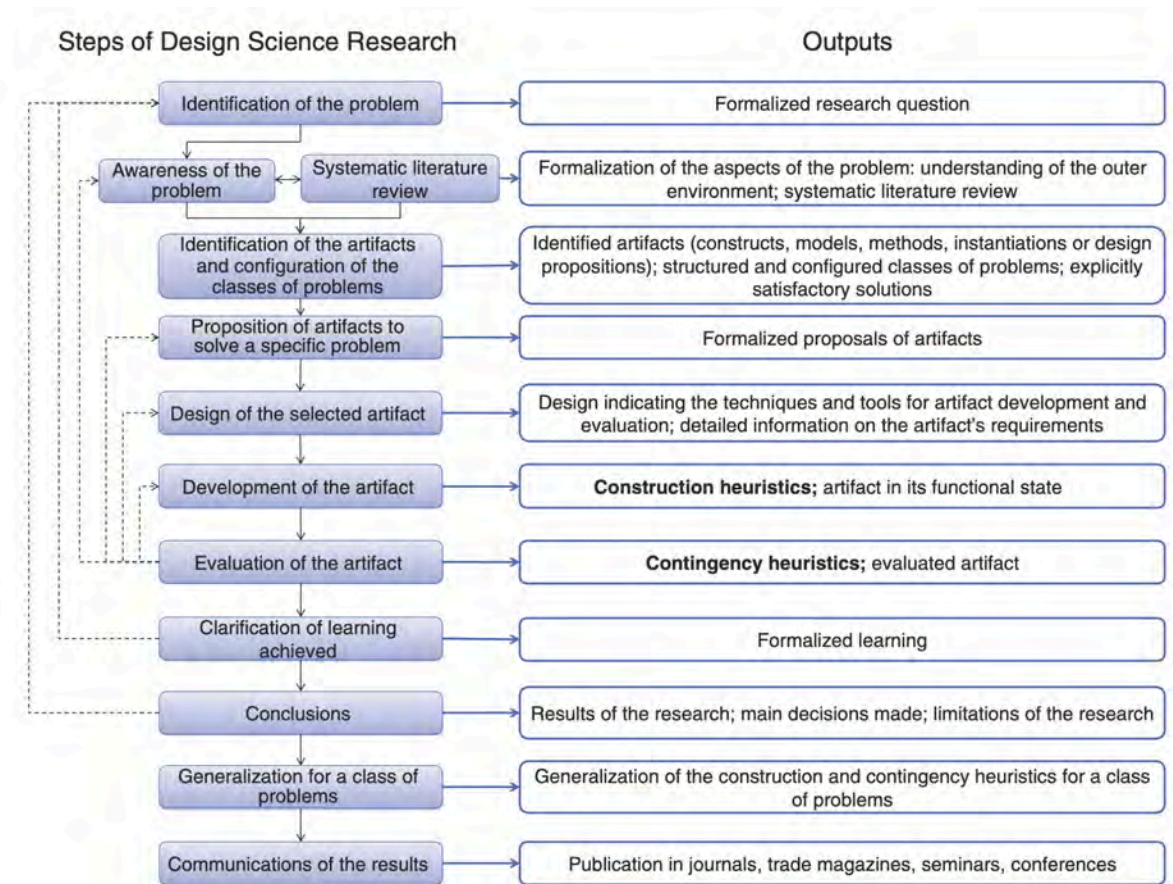 Steps of Design Science Research
Outputs
Identification of the problem
Formalized research question
Awareness of the
problem
Systematic literature
review
Formalization of the aspects of the problem: understanding of the outer
environment; systematic literature review
Identification of the artifacts
and configuration of the
classes of problems
Identified artifacts (constructs, models, methods, instantiations or design
propositions); structured and configured classes of problems; explicitly
satisfactory solutions
Proposition of artifacts to
solve a specific problem
Formalized proposals of artifacts
Design of the selected artifact
Design indicating the techniques and tools for artifact development and
evaluation; detailed information on the artifact's requirements
Development of the artifact
Construction heuristics; artifact in its functional state
Evaluation of the artifact
Contingency heuristics; evaluated artifact
Clarification of learning
achieved
Formalized learning
Conclusions
Results of the research; main decisions made; limitations of the research
Generalization for a class of
problems
Generalization of the construction and contingency heuristics for a class
of problems
Communications of the results
Publication in journals, trade magazines, seminars, conferences